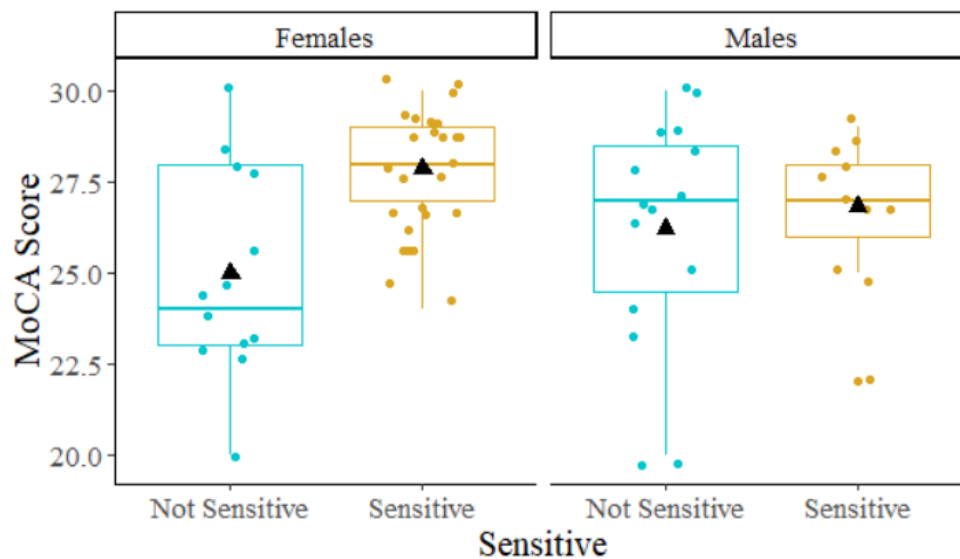 Females
Males
MoCA Score
30.0
27.5
25.0
22.5
20.0
Not Sensitive
Sensitive
Not Sensitive
Sensitive
Sensitive